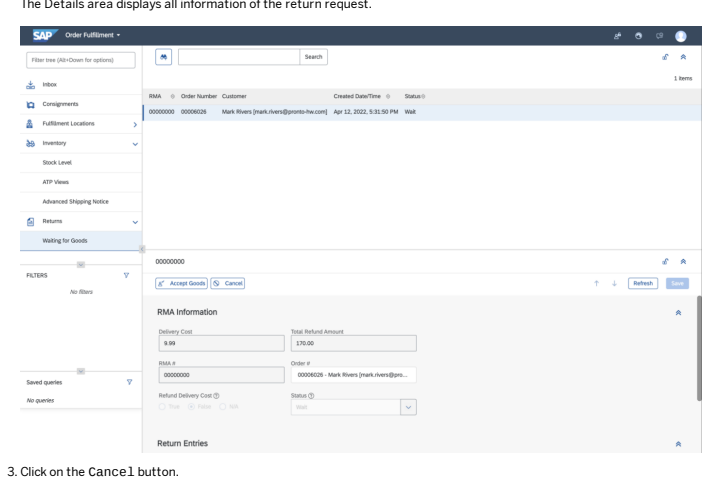 The Details area displays all information of the return request.
SAP Order Fulfillment
Filter tree (Alt+Down for options)
Search
1 items
Inbox
Consignments
Fulfillment Locations
Inventory
Stock Level
ATP Views
Advanced Shipping Notice
Returns
Waiting for Goods
RMA Order Number Customer Created Date/Time Status
00000000 00006026 Mark Rivers [mark.rivers@pronto-hw.com] Apr 12, 2022, 5:31:50 PM Wait
FILTERS
No filters
Saved queries
No queries
00000000
Accept Goods Cancel Refresh Save
RMA Information
Delivery Cost Total Refund Amount
9.99 170.00
RMA # Order #
00000000 00006026 - Mark Rivers [mark.rivers@pro...
Refund Delivery Cost Status
True False N/A Wait
Return Entries
3. Click on the Cancel button.